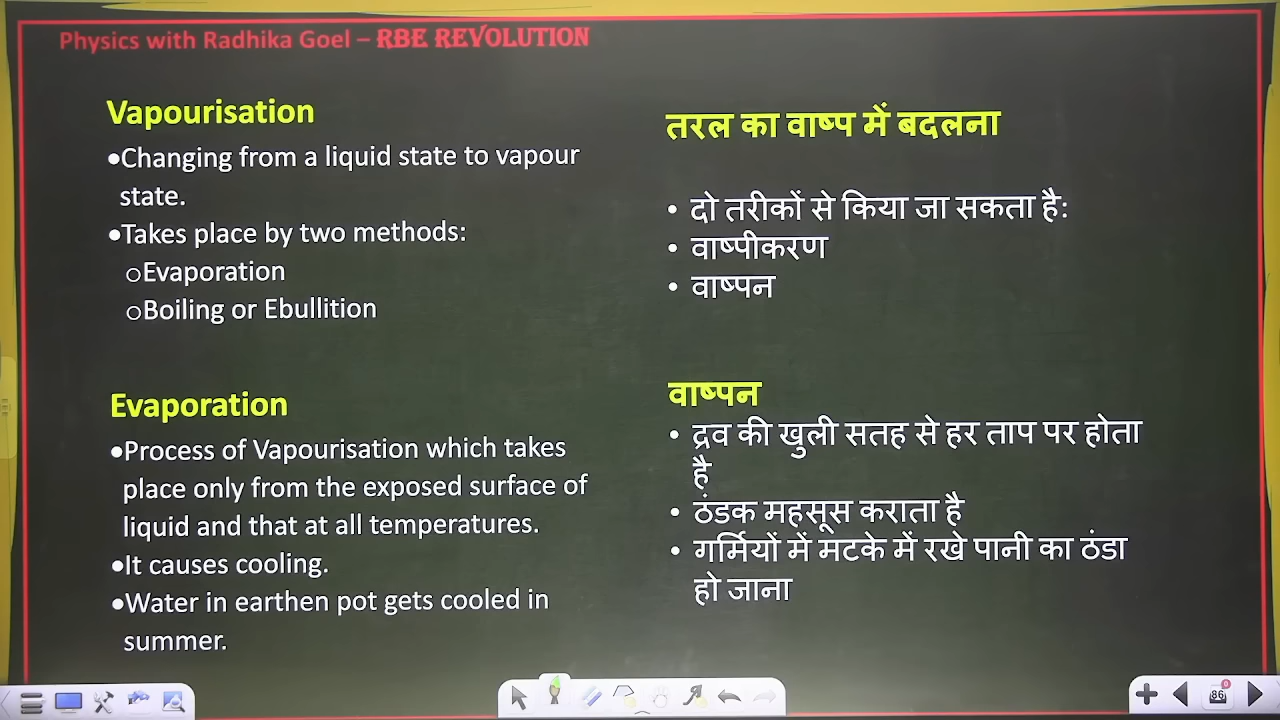 Physics with Radhika Goel – RBE REVOLUTION
Vapourisation
•Changing from a liquid state to vapour
state.
•Takes place by two methods:
○Evaporation
○Boiling or Ebullition
Evaporation
•Process of Vapourisation which takes
place only from the exposed surface of
liquid and that at all temperatures.
•It causes cooling.
•Water in earthen pot gets cooled in
summer.
तरल का वाष्प में बदलना
• दो तरीकों से किया जा सकता है:
• वाष्पीकरण
• वाष्पन
वाष्पन
• द्रव की खुली सतह से हर ताप पर होता
है
• ठंडक महसूस कराता है
• गर्मियों में मटके में रखे पानी का ठंडा
हो जाना
86
0